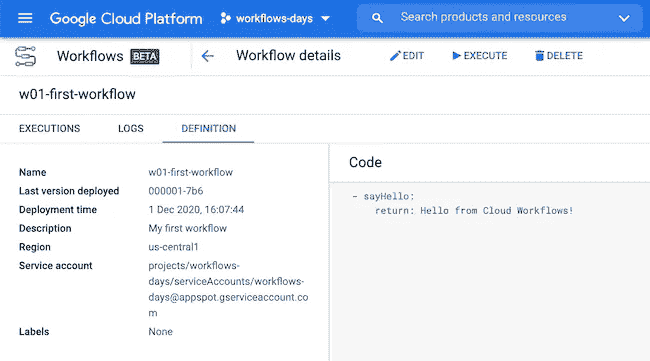 Google Cloud Platform
workflows-days
Search products and resources
Workflows BETA
Workflow details
EDIT
EXECUTE
DELETE
w01-first-workflow
EXECUTIONS
LOGS
DEFINITION
Name w01-first-workflow
Last version deployed 000001-7b6
Deployment time 1 Dec 2020, 16:07:44
Description My first workflow
Region us-central1
Service account projects/workflows-
days/serviceAccounts/workflows-
days@appspot.gserviceaccount.co
m
Labels None
Code
- sayHello:
return: Hello from Cloud Workflows!